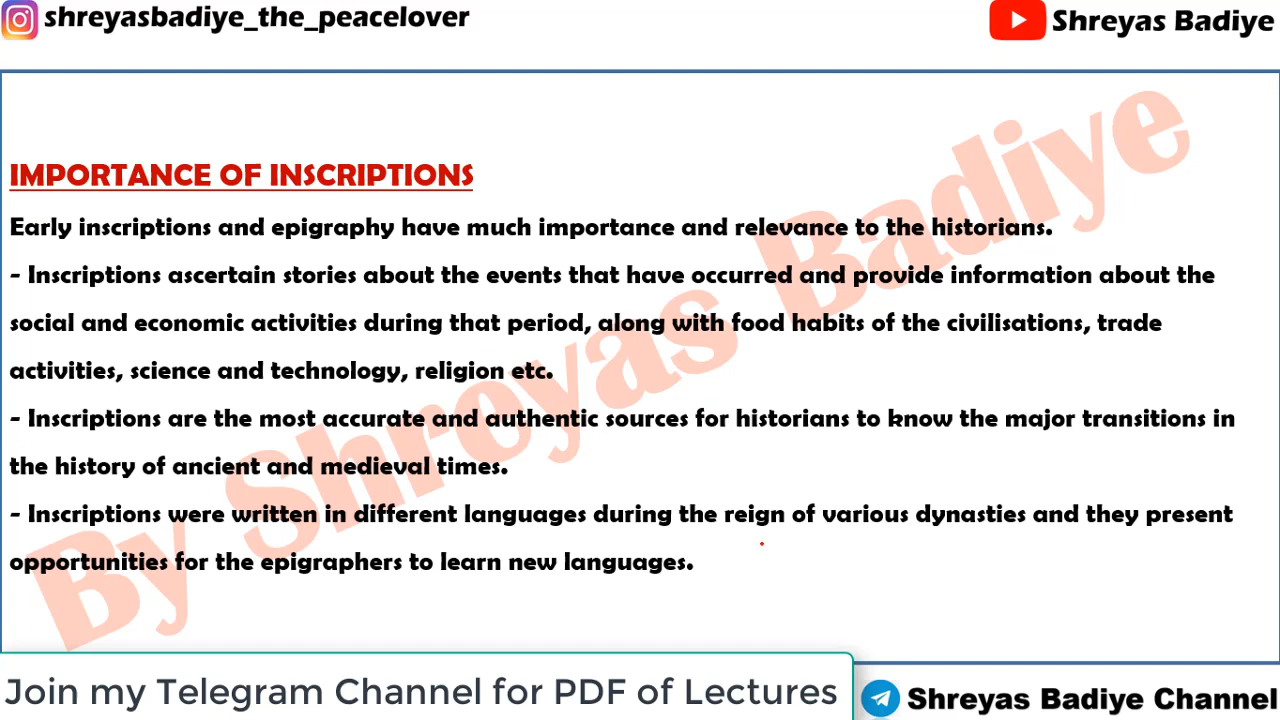 shreyasbadiye_the_peacelover
Shreyas Badiye
IMPORTANCE OF INSCRIPTIONS
Early inscriptions and epigraphy have much importance and relevance to the historians.
- Inscriptions ascertain stories about the events that have occurred and provide information about the
social and economic activities during that period, along with food habits of the civilisations, trade
activities, science and technology, religion etc.
- Inscriptions are the most accurate and authentic sources for historians to know the major transitions in
the history of ancient and medieval times.
- Inscriptions were written in different languages during the reign of various dynasties and they present
opportunities for the epigraphers to learn new languages.
By Shreyas Badiye
Join my Telegram Channel for PDF of Lectures
Shreyas Badiye Channel